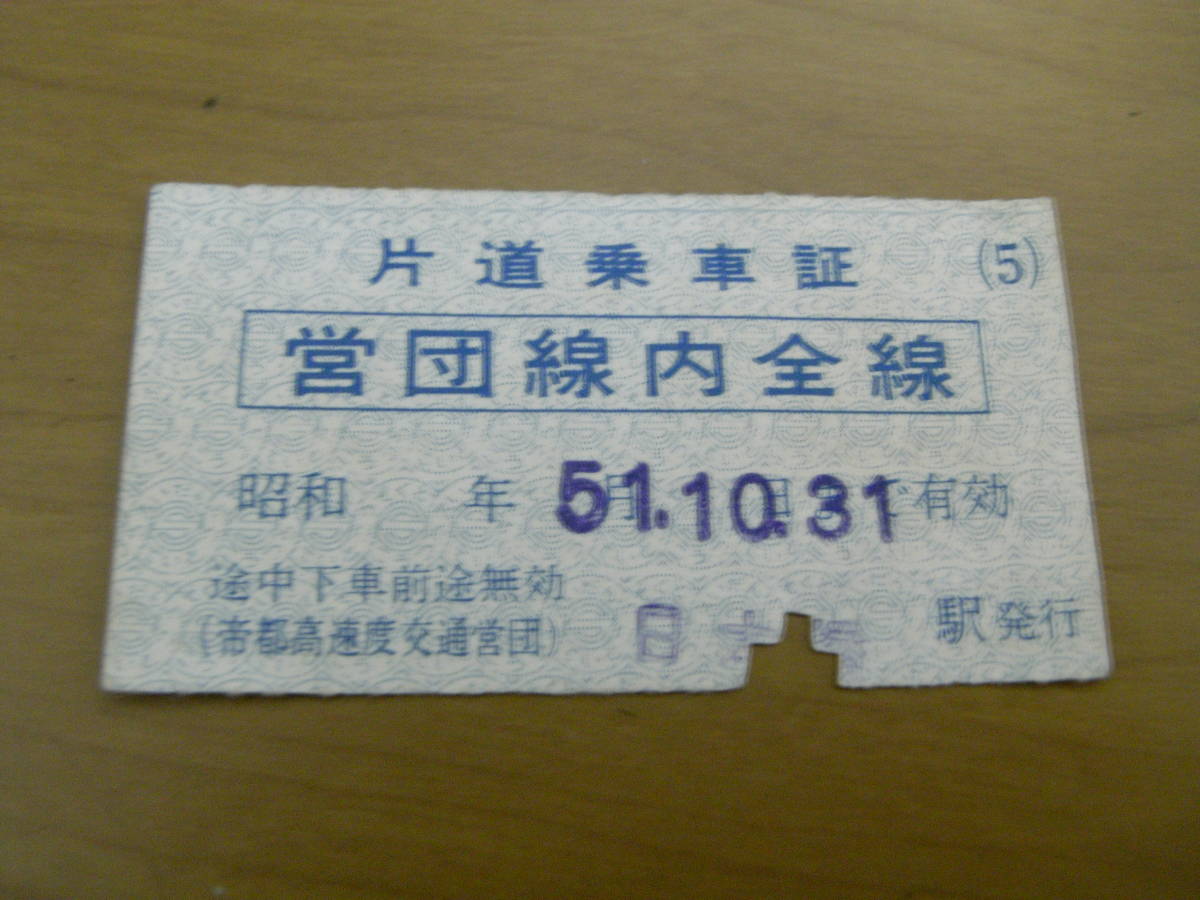 片道乗車証 (5)
営団線内全線
昭和 年 月 日まで有効
51.10.31
途中下車前途無効
(帝都高速度交通営団) 日 駅発行